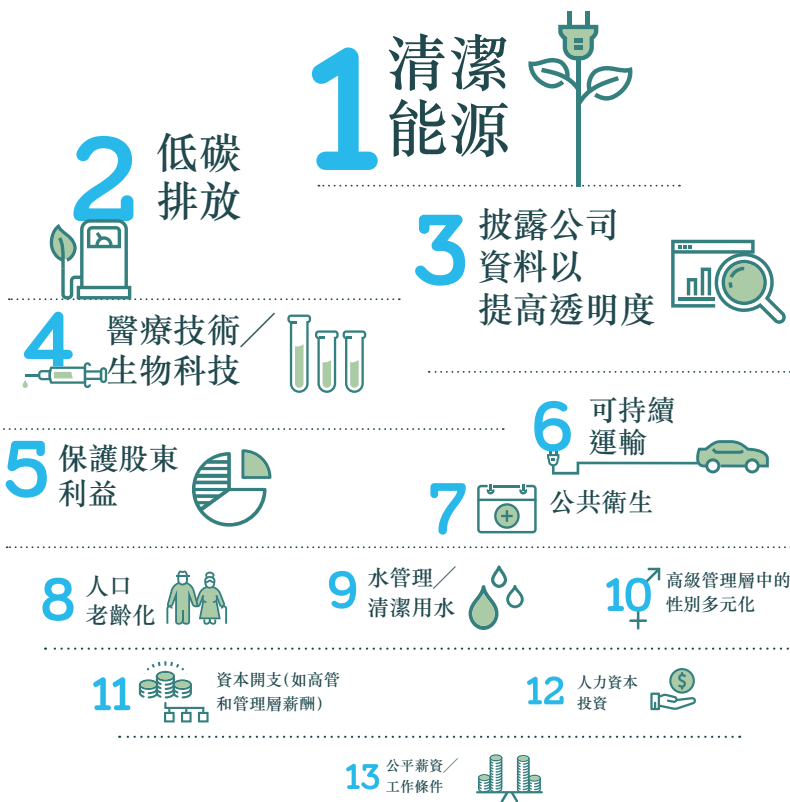 1
清潔
能源
2
低碳
排放
3
披露公司
資料以
提高透明度
4
醫療技術／
生物科技
5
保護股東
利益
6
可持續
運輸
7
公共衛生
8
人口
老齡化
9
水管理／
清潔用水
10
高級管理層中的
性別多元化
11
資本開支(如高管
和管理層薪酬)
12
人力資本
投資
13
公平薪資／
工作條件